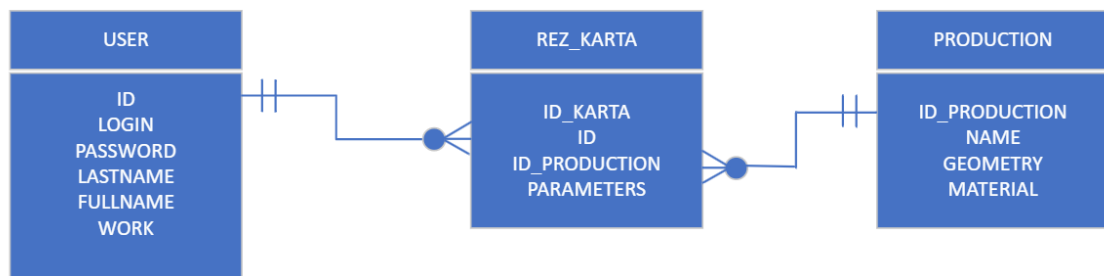 USER
ID
LOGIN
PASSWORD
LASTNAME
FULLNAME
WORK
REZ_KARTA
ID_KARTA
ID
ID_PRODUCTION
PARAMETERS
PRODUCTION
ID_PRODUCTION
NAME
GEOMETRY
MATERIAL